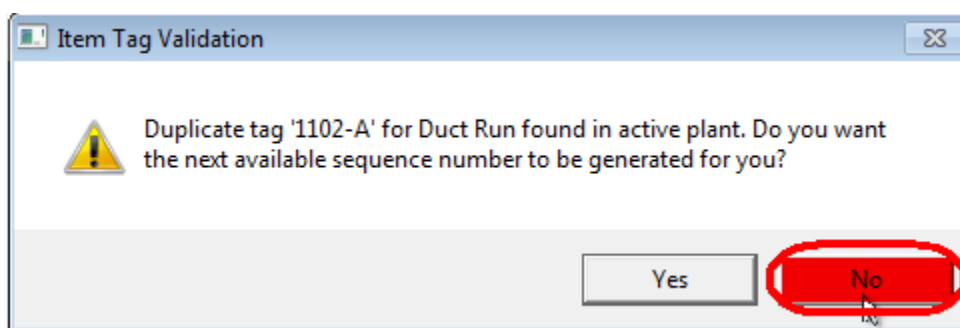 Item Tag Validation
Duplicate tag '1102-A' for Duct Run found in active plant. Do you want
the next available sequence number to be generated for you?
Yes
No